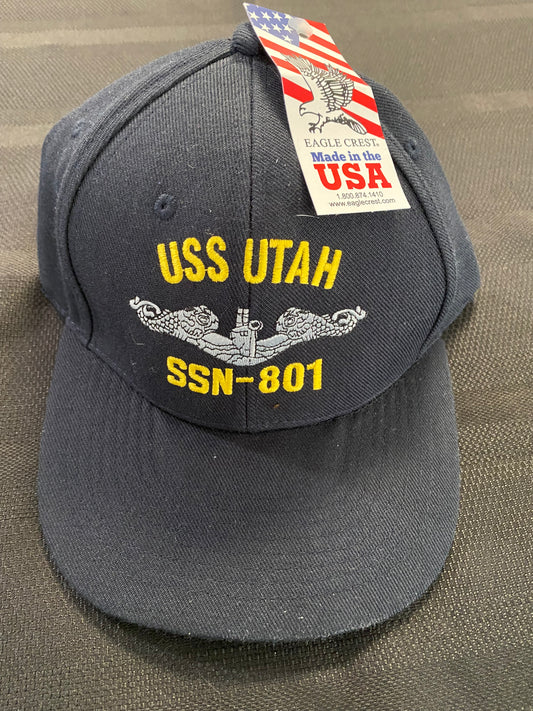 EAGLE CREST®
Made in the
USA
1.800.874.1410
www.eaglecrest.com
USS UTAH
SSN-801